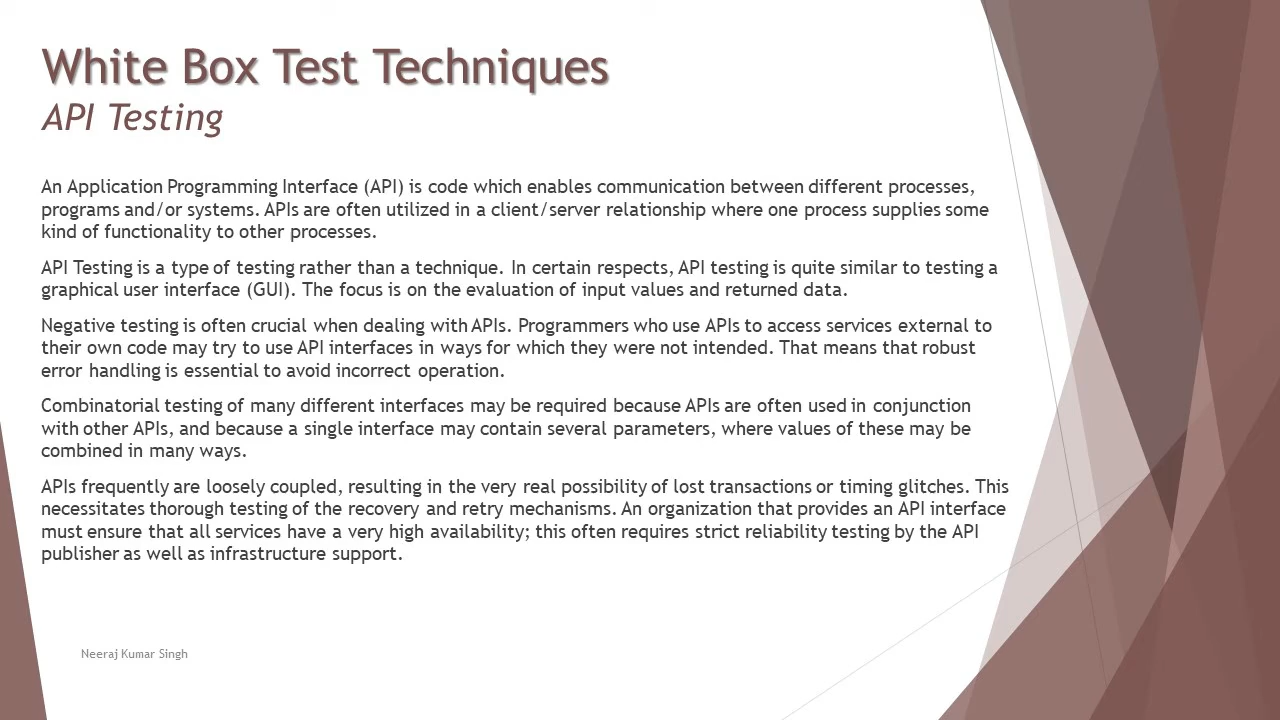 White Box Test Techniques
API Testing
An Application Programming Interface (API) is code which enables communication between different processes,
programs and/or systems. APIs are often utilized in a client/server relationship where one process supplies some
kind of functionality to other processes.
API Testing is a type of testing rather than a technique. In certain respects, API testing is quite similar to testing a
graphical user interface (GUI). The focus is on the evaluation of input values and returned data.
Negative testing is often crucial when dealing with APIs. Programmers who use APIs to access services external to
their own code may try to use API interfaces in ways for which they were not intended. That means that robust
error handling is essential to avoid incorrect operation.
Combinatorial testing of many different interfaces may be required because APIs are often used in conjunction
with other APIs, and because a single interface may contain several parameters, where values of these may be
combined in many ways.
APIs frequently are loosely coupled, resulting in the very real possibility of lost transactions or timing glitches. This
necessitates thorough testing of the recovery and retry mechanisms. An organization that provides an API interface
must ensure that all services have a very high availability; this often requires strict reliability testing by the API
publisher as well as infrastructure support.
Neeraj Kumar Singh